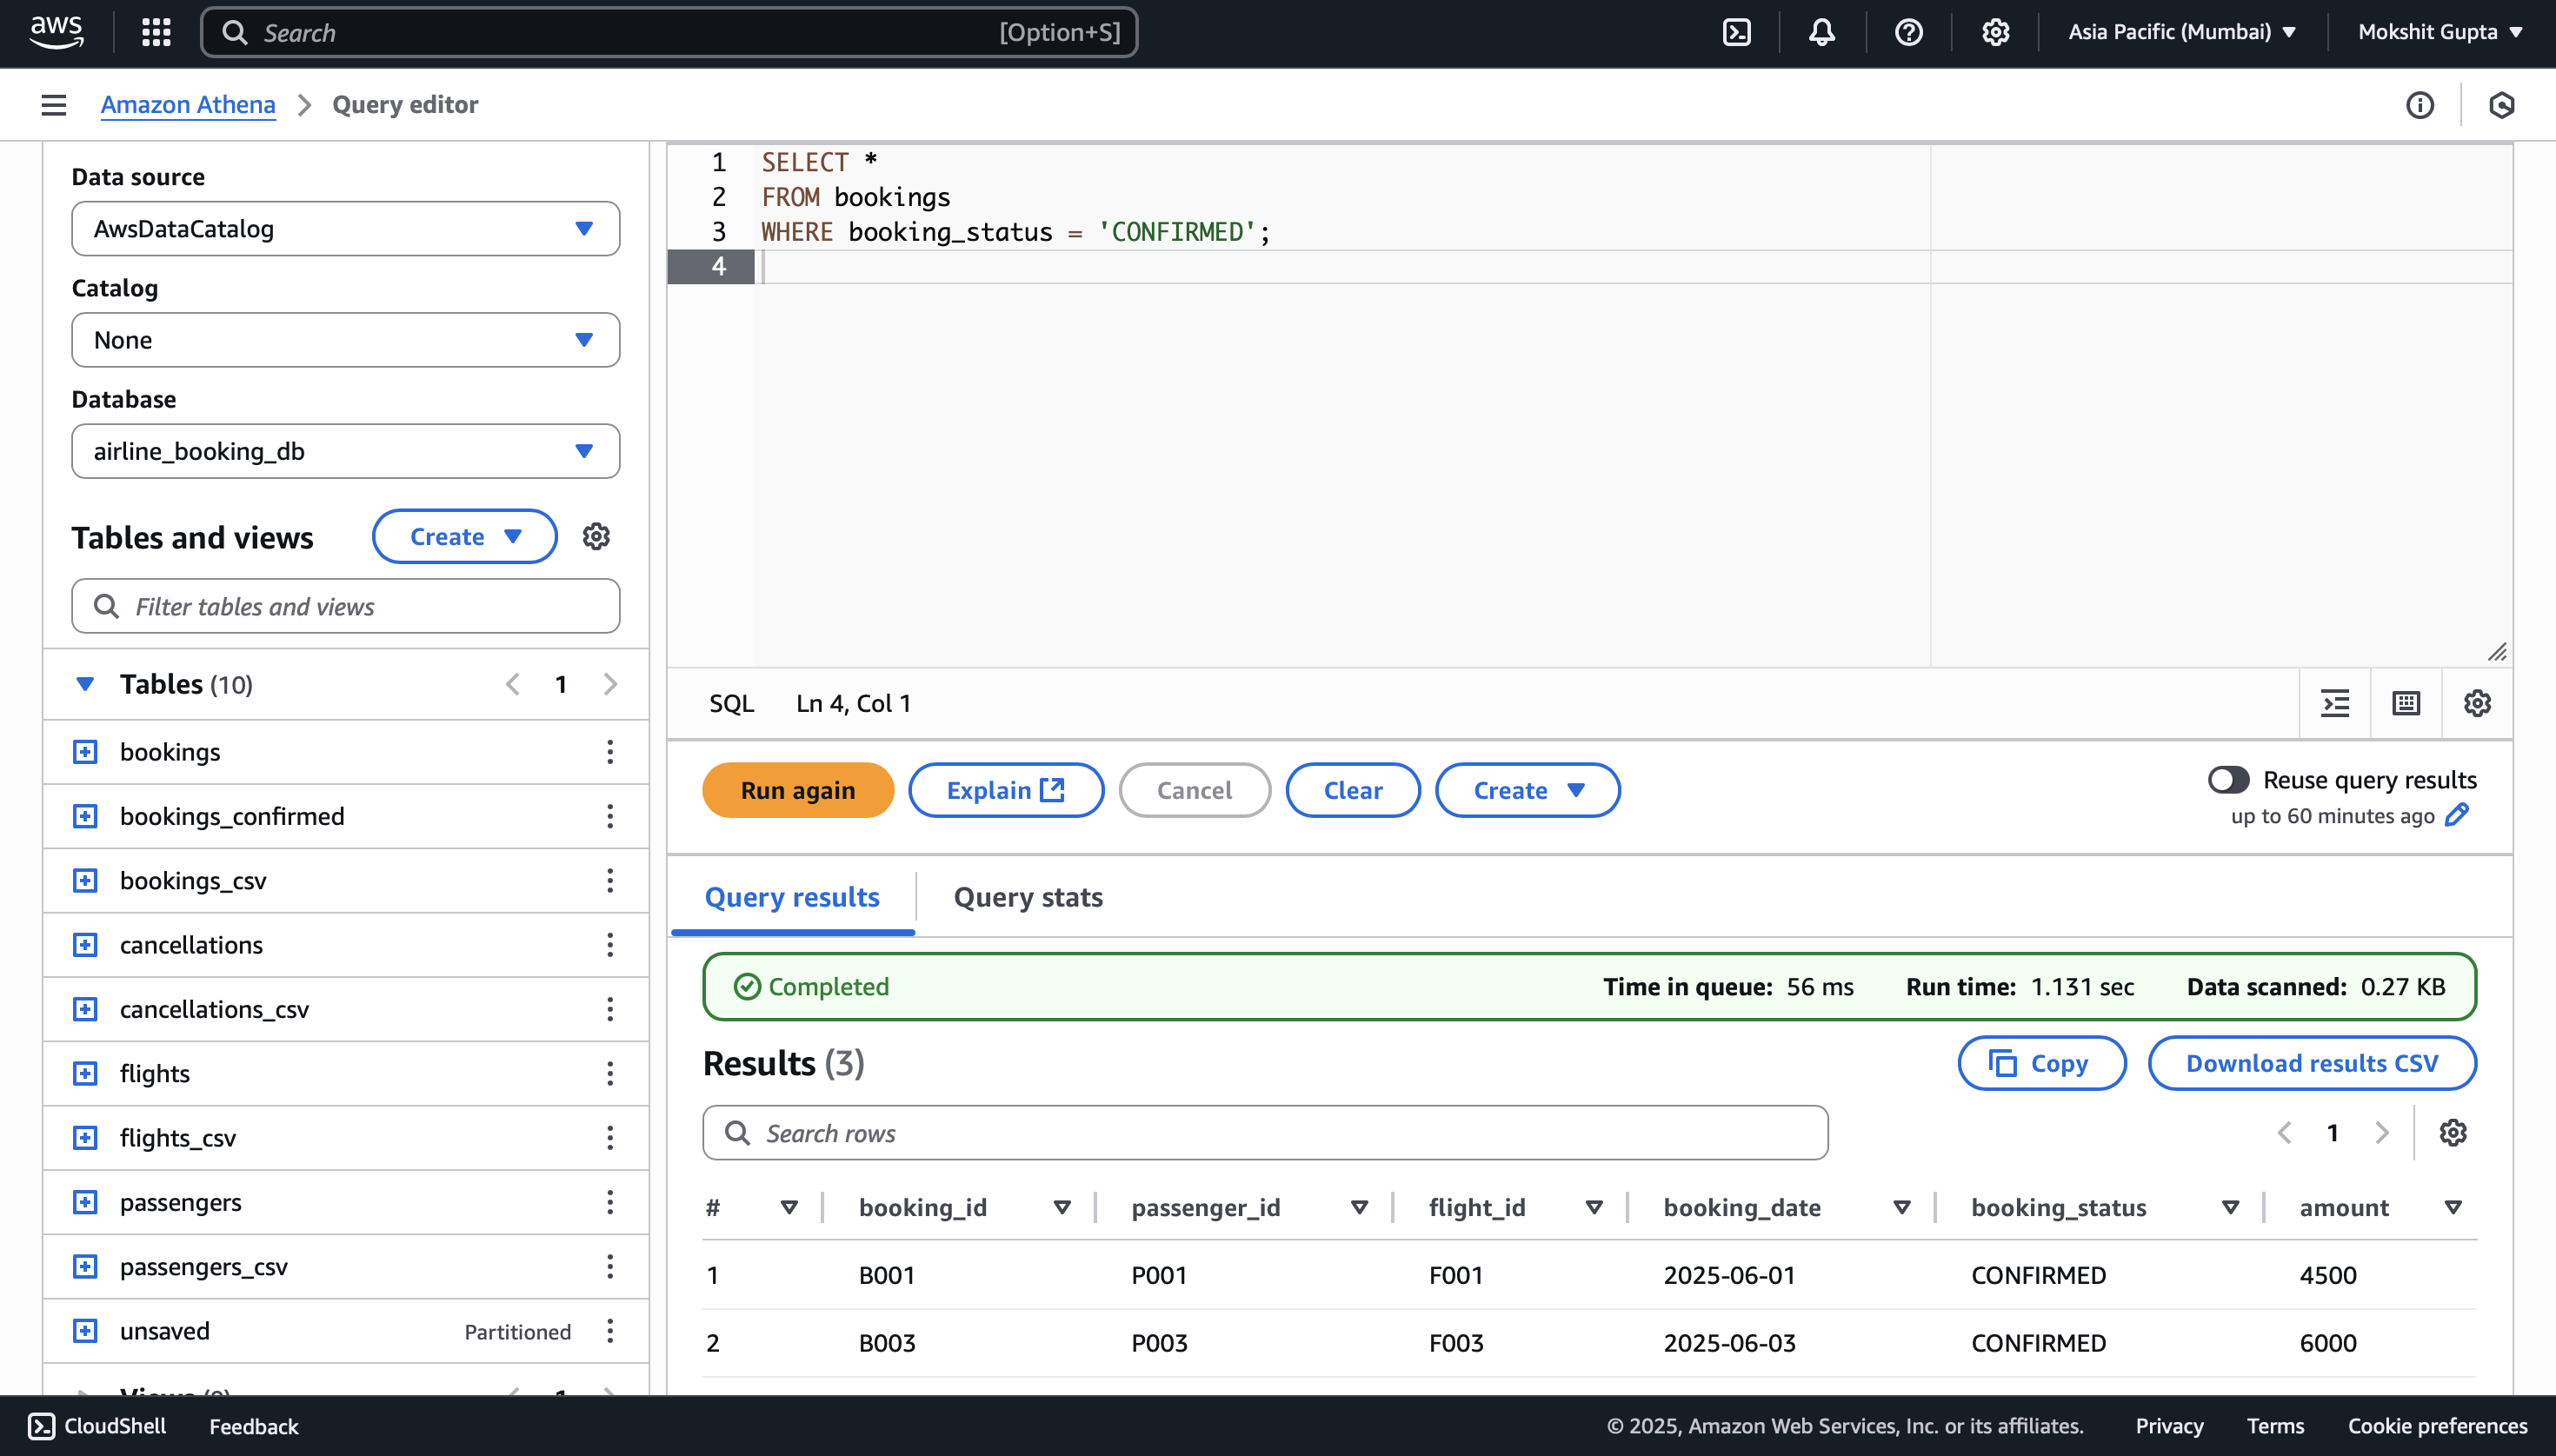 aws
Search [Option+S]
Asia Pacific (Mumbai) Mokshit Gupta
Amazon Athena Query editor
Data source
AwsDataCatalog
Catalog
None
Database
airline_booking_db
Tables and views Create
Filter tables and views
Tables (10) 1
bookings
bookings_confirmed
bookings_csv
cancellations
cancellations_csv
flights
flights_csv
passengers
passengers_csv
unsaved Partitioned
1 SELECT *
2 FROM bookings
3 WHERE booking_status = 'CONFIRMED';
4
SQL Ln 4, Col 1
Run again Explain Cancel Clear Create
Reuse query results
up to 60 minutes ago
Query results Query stats
Completed Time in queue: 56 ms Run time: 1.131 sec Data scanned: 0.27 KB
Results (3) Copy Download results CSV
Search rows 1
# booking_id passenger_id flight_id booking_date booking_status amount
1 B001 P001 F001 2025-06-01 CONFIRMED 4500
2 B003 P003 F003 2025-06-03 CONFIRMED 6000
CloudShell Feedback © 2025, Amazon Web Services, Inc. or its affiliates. Privacy Terms Cookie preferences